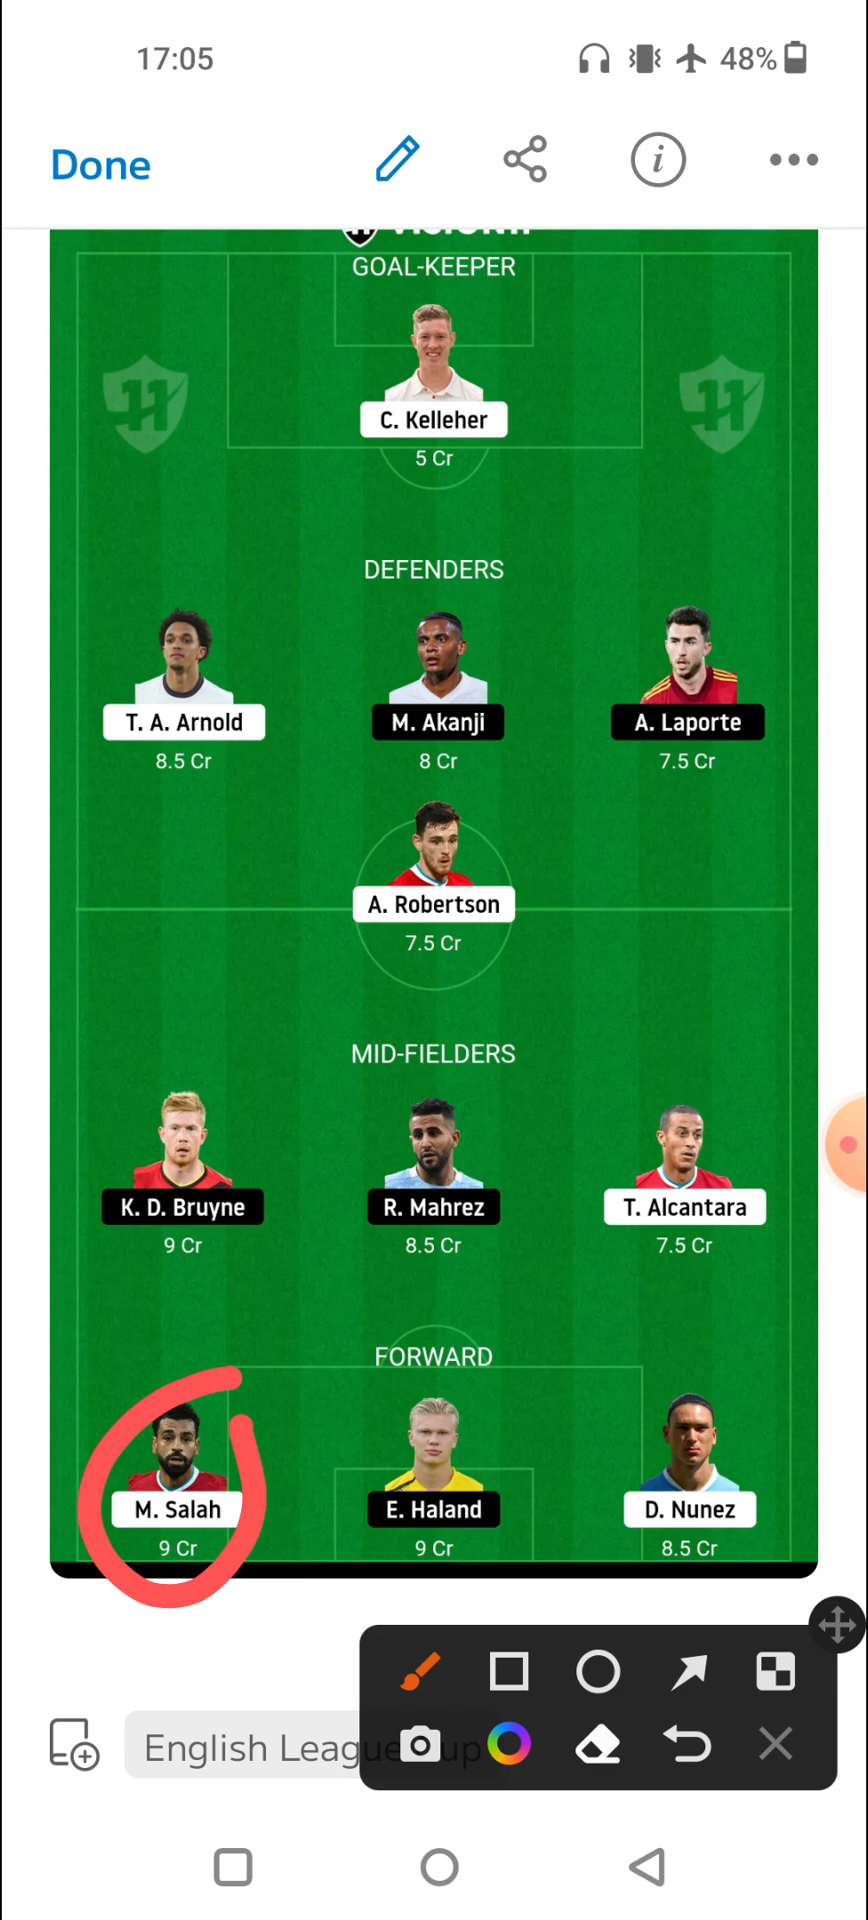 17:05 48%
Done
GOAL-KEEPER
C. Kelleher
5 Cr
DEFENDERS
T. A. Arnold M. Akanji A. Laporte
8.5 Cr 8 Cr 7.5 Cr
A. Robertson
7.5 Cr
MID-FIELDERS
K. D. Bruyne R. Mahrez T. Alcantara
9 Cr 8.5 Cr 7.5 Cr
FORWARD
M. Salah E. Haland D. Nunez
9 Cr 9 Cr 8.5 Cr
English League up